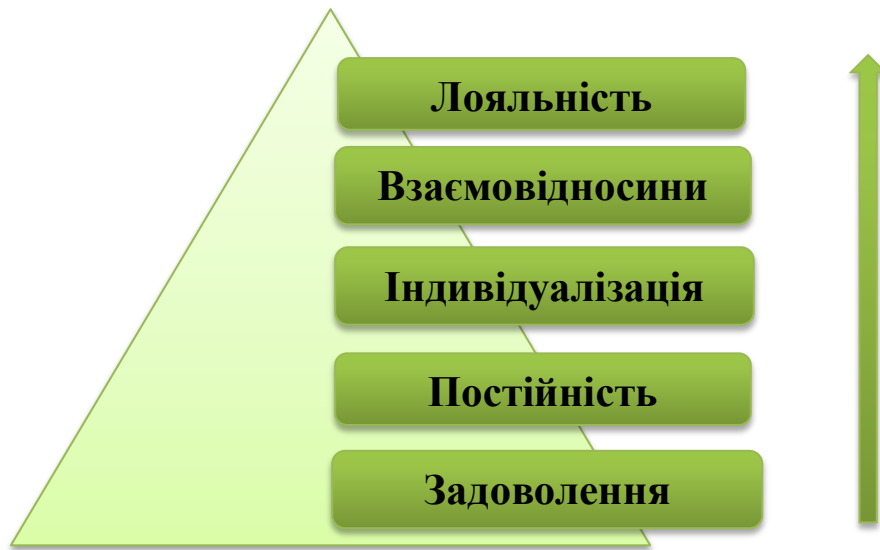 Лояльність
Взаємовідносини
Індивідуалізація
Постійність
Задоволення